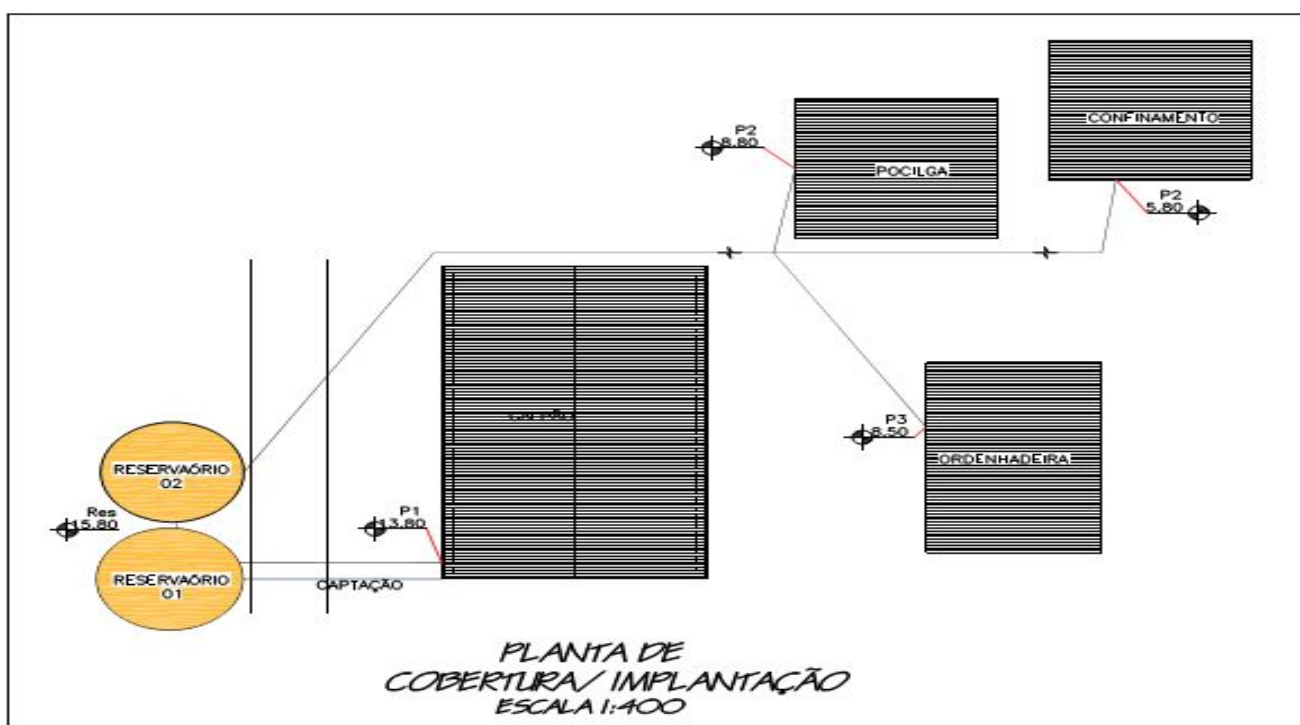 CONFINAMENTO
P2
8.80
POCILGA
P2
5.80
P3
8.50
ORDENHADEIRA
RESERVAÓRIO
02
Res
15.80
P1
13.80
RESERVAÓRIO
01
CAPTAÇÃO
PLANTA DE
COBERTURA/ IMPLANTAÇÃO
ESCALA 1:400